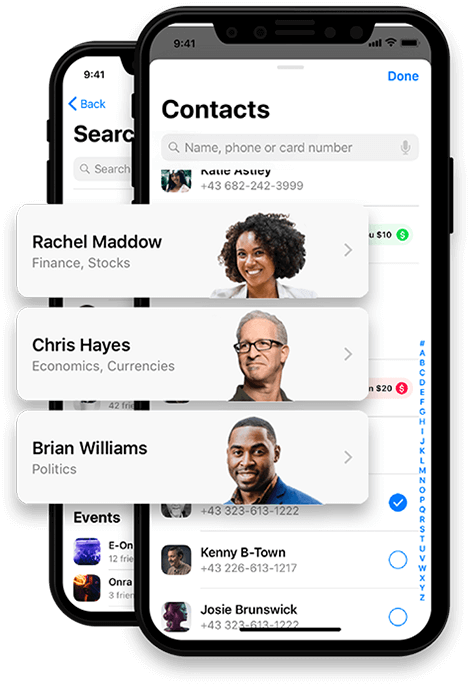 9:41
Back
Searc
Search
9:41
Done
Contacts
Name, phone or card number
Katie Astley
+43 682-242-3999
Rachel Maddow
Finance, Stocks
u $10
Chris Hayes
Economics, Currencies
n $20
42 frien
Brian Williams
Politics
+43 323-613-1222
Events
E-On
12 frie
Onra
3 frien
Kenny B-Town
+43 226-613-1217
Josie Brunswick
+43 323-613-1222
#
A
B
C
D
E
F
G
H
I
J
K
L
M
N
O
P
Q
R
S
T
U
V
W
X
Y
Z